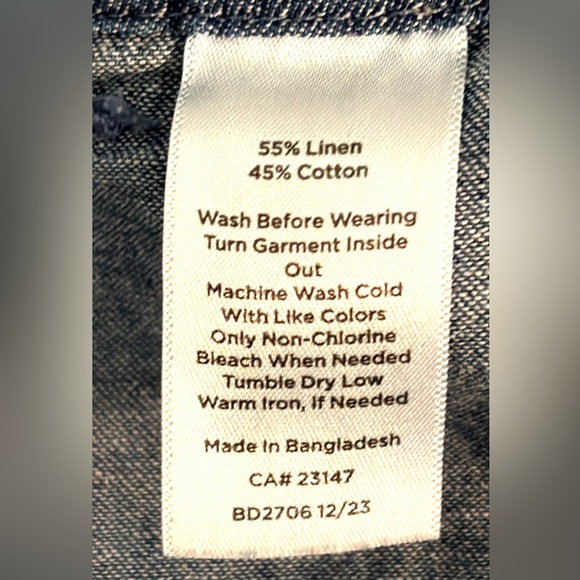 55% Linen
45% Cotton
Wash Before Wearing
Turn Garment Inside
Out
Machine Wash Cold
With Like Colors
Only Non-Chlorine
Bleach When Needed
Tumble Dry Low
Warm Iron, If Needed
Made In Bangladesh
CA# 23147
BD2706 12/23